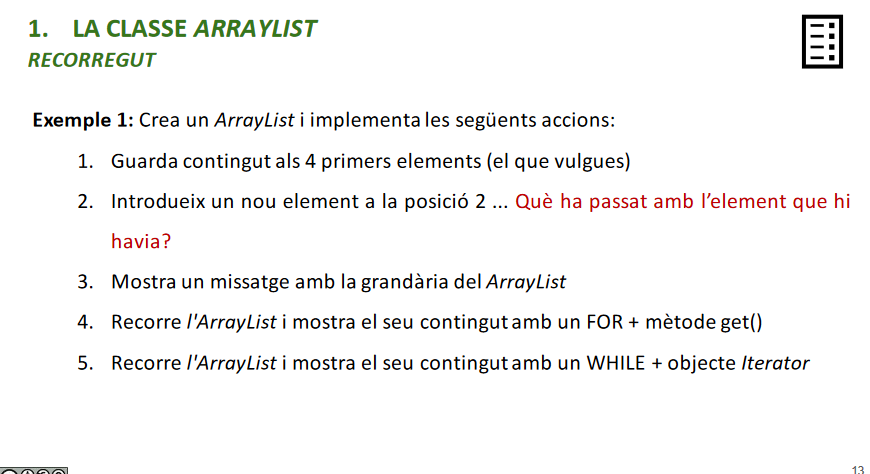 1. LA CLASSE ARRAYLIST
RECORREGUT
Exemple 1: Crea un ArrayList i implementa les següents accions:
1. Guarda contingut als 4 primers elements (el que vulgues)
2. Introdueix un nou element a la posició 2 ... Què ha passat amb l’element que hi
havia?
3. Mostra un missatge amb la grandària del ArrayList
4. Recorre l'ArrayList i mostra el seu contingut amb un FOR + mètode get()
5. Recorre l'ArrayList i mostra el seu contingut amb un WHILE + objecte Iterator
13